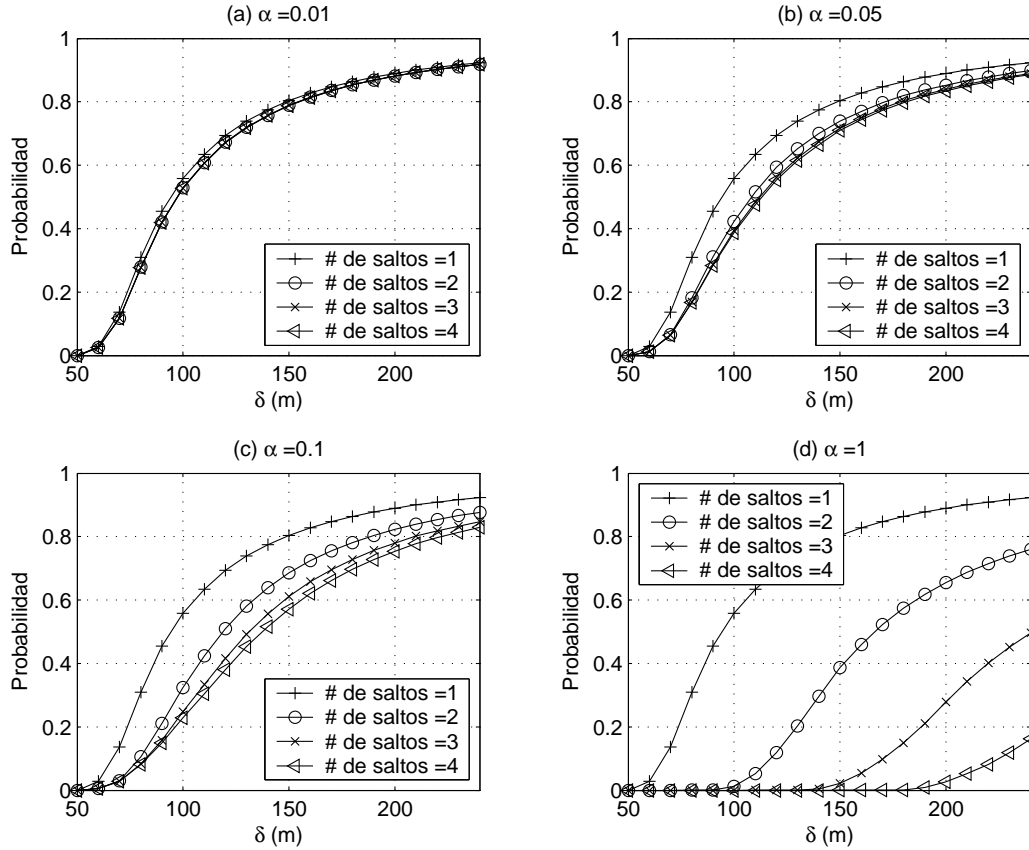 (a) α =0.01
1
0.8
0.6
0.4
0.2
0
Probabilidad
50
100
150
200
δ (m)
# de saltos =1
# de saltos =2
# de saltos =3
# de saltos =4
(b) α =0.05
1
0.8
0.6
0.4
0.2
0
Probabilidad
50
100
150
200
δ (m)
# de saltos =1
# de saltos =2
# de saltos =3
# de saltos =4
(c) α =0.1
1
0.8
0.6
0.4
0.2
0
Probabilidad
50
100
150
200
δ (m)
# de saltos =1
# de saltos =2
# de saltos =3
# de saltos =4
(d) α =1
1
0.8
0.6
0.4
0.2
0
Probabilidad
50
100
150
200
δ (m)
# de saltos =1
# de saltos =2
# de saltos =3
# de saltos =4